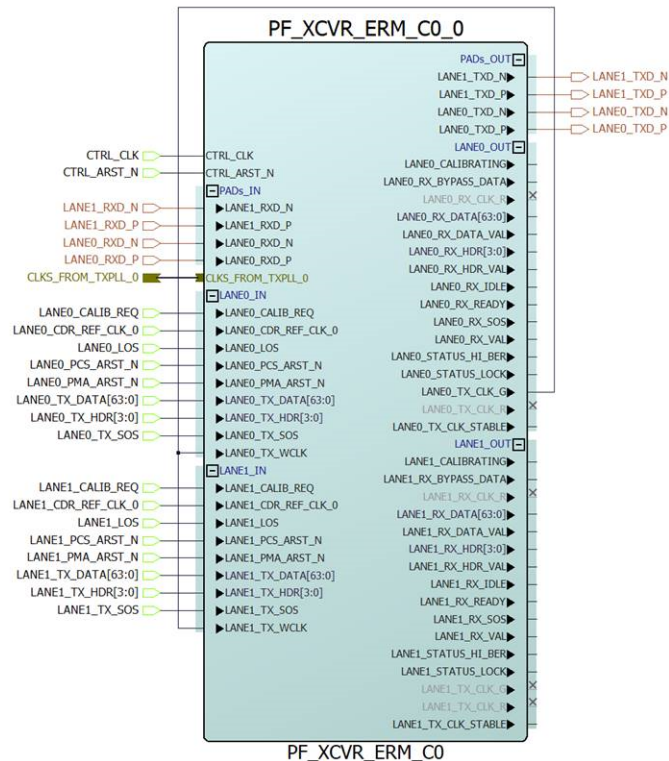 PF_XCVR_ERM_C0_0
PADs_OUT
LANE1_TXD_N
LANE1_TXD_N
LANE1_TXD_P
LANE1_TXD_P
LANE0_TXD_N
LANE0_TXD_N
LANE0_TXD_P
LANE0_TXD_P
CTRL_CLK
CTRL_CLK
CTRL_ARST_N
CTRL_ARST_N
PADs_IN
LANE1_RXD_N
LANE1_RXD_N
LANE1_RXD_P
LANE1_RXD_P
LANE0_RXD_N
LANE0_RXD_N
LANE0_RXD_P
LANE0_RXD_P
CLKS_FROM_TXPLL_0
CLKS_FROM_TXPLL_0
LANE0_IN
LANE0_CALIB_REQ
LANE0_CALIB_REQ
LANE0_CDR_REF_CLK_0
LANE0_CDR_REF_CLK_0
LANE0_LOS
LANE0_LOS
LANE0_PCS_ARST_N
LANE0_PCS_ARST_N
LANE0_PMA_ARST_N
LANE0_PMA_ARST_N
LANE0_TX_DATA[63:0]
LANE0_TX_DATA[63:0]
LANE0_TX_HDR[3:0]
LANE0_TX_HDR[3:0]
LANE0_TX_SOS
LANE0_TX_SOS
LANE0_TX_WCLK
LANE1_IN
LANE1_CALIB_REQ
LANE1_CALIB_REQ
LANE1_CDR_REF_CLK_0
LANE1_CDR_REF_CLK_0
LANE1_LOS
LANE1_LOS
LANE1_PCS_ARST_N
LANE1_PCS_ARST_N
LANE1_PMA_ARST_N
LANE1_PMA_ARST_N
LANE1_TX_DATA[63:0]
LANE1_TX_DATA[63:0]
LANE1_TX_HDR[3:0]
LANE1_TX_HDR[3:0]
LANE1_TX_SOS
LANE1_TX_SOS
LANE1_TX_WCLK
LANE0_OUT
LANE0_CALIBRATING
LANE0_RX_BYPASS_DATA
LANE0_RX_CLK_R
LANE0_RX_DATA[63:0]
LANE0_RX_DATA_VAL
LANE0_RX_HDR[3:0]
LANE0_RX_HDR_VAL
LANE0_RX_IDLE
LANE0_RX_READY
LANE0_RX_SOS
LANE0_RX_VAL
LANE0_STATUS_HI_BER
LANE0_STATUS_LOCK
LANE0_TX_CLK_G
LANE0_TX_CLK_R
LANE0_TX_CLK_STABLE
LANE1_OUT
LANE1_CALIBRATING
LANE1_RX_BYPASS_DATA
LANE1_RX_CLK_R
LANE1_RX_DATA[63:0]
LANE1_RX_DATA_VAL
LANE1_RX_HDR[3:0]
LANE1_RX_HDR_VAL
LANE1_RX_IDLE
LANE1_RX_READY
LANE1_RX_SOS
LANE1_RX_VAL
LANE1_STATUS_HI_BER
LANE1_STATUS_LOCK
LANE1_TX_CLK_G
LANE1_TX_CLK_R
LANE1_TX_CLK_STABLE
PF_XCVR_ERM_C0